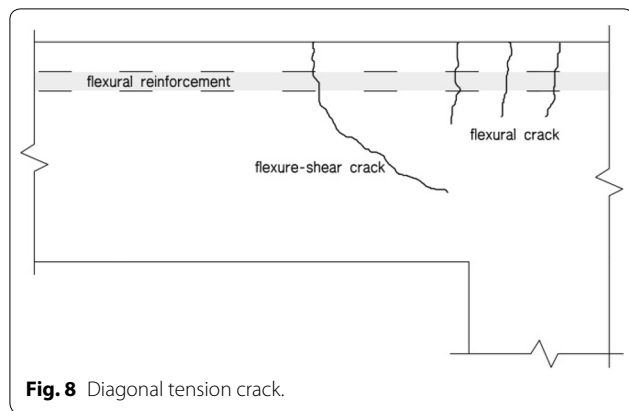 flexural reinforcement
flexural crack
flexure-shear crack
Fig. 8 Diagonal tension crack.